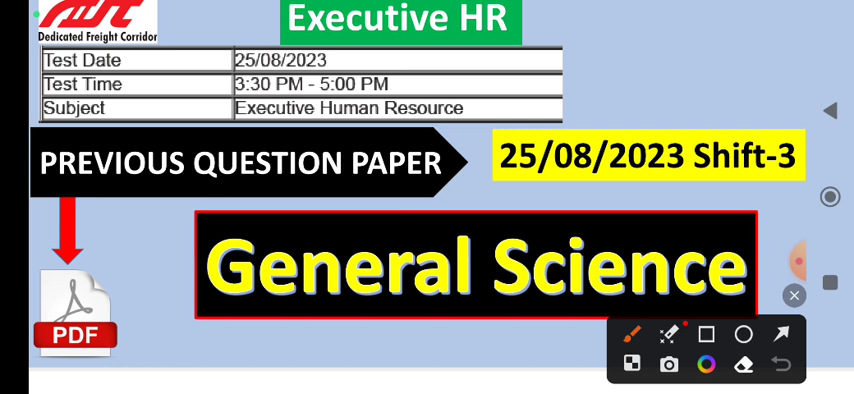 Executive HR
Dedicated Freight Corridor
Test Date 25/08/2023
Test Time 3:30 PM - 5:00 PM
Subject Executive Human Resource
PREVIOUS QUESTION PAPER
25/08/2023 Shift-3
General Science
PDF